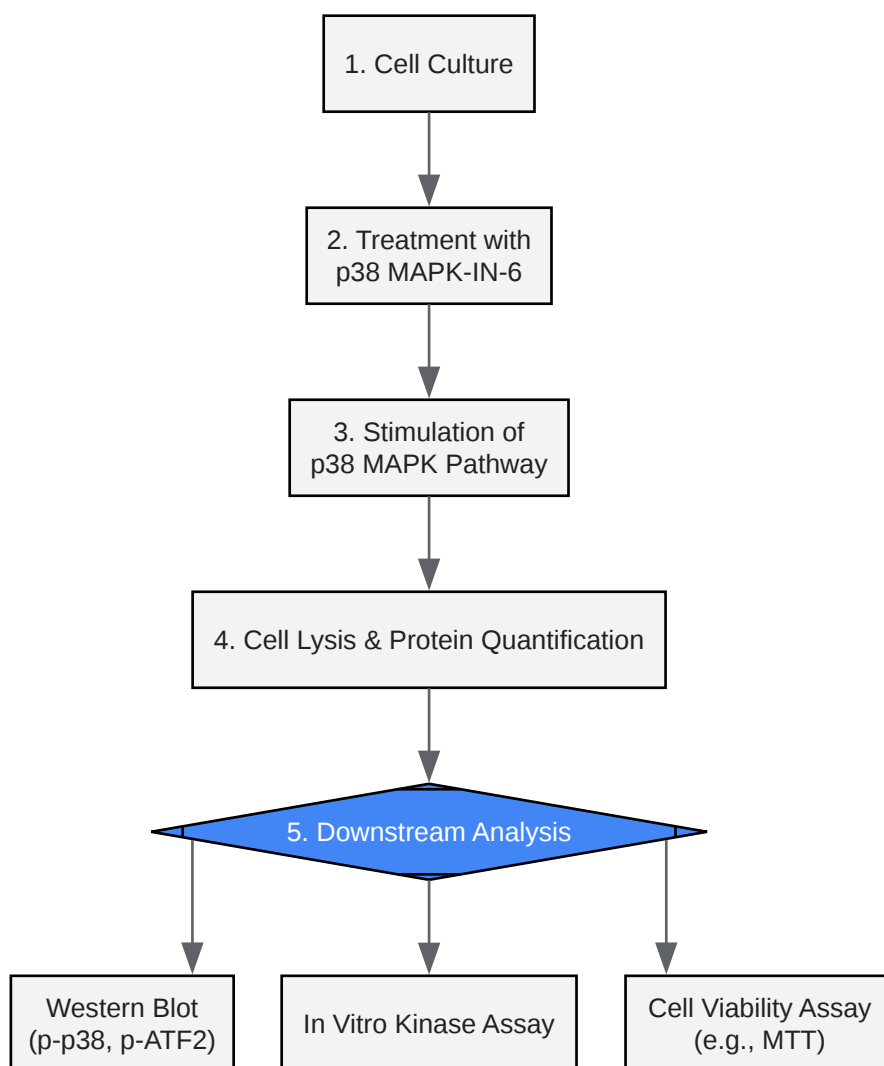 1. Cell Culture
2. Treatment with
p38 MAPK-IN-6
3. Stimulation of
p38 MAPK Pathway
4. Cell Lysis & Protein Quantification
5. Downstream Analysis
Western Blot
(p-p38, p-ATF2)
In Vitro Kinase Assay
Cell Viability Assay
(e.g., MTT)